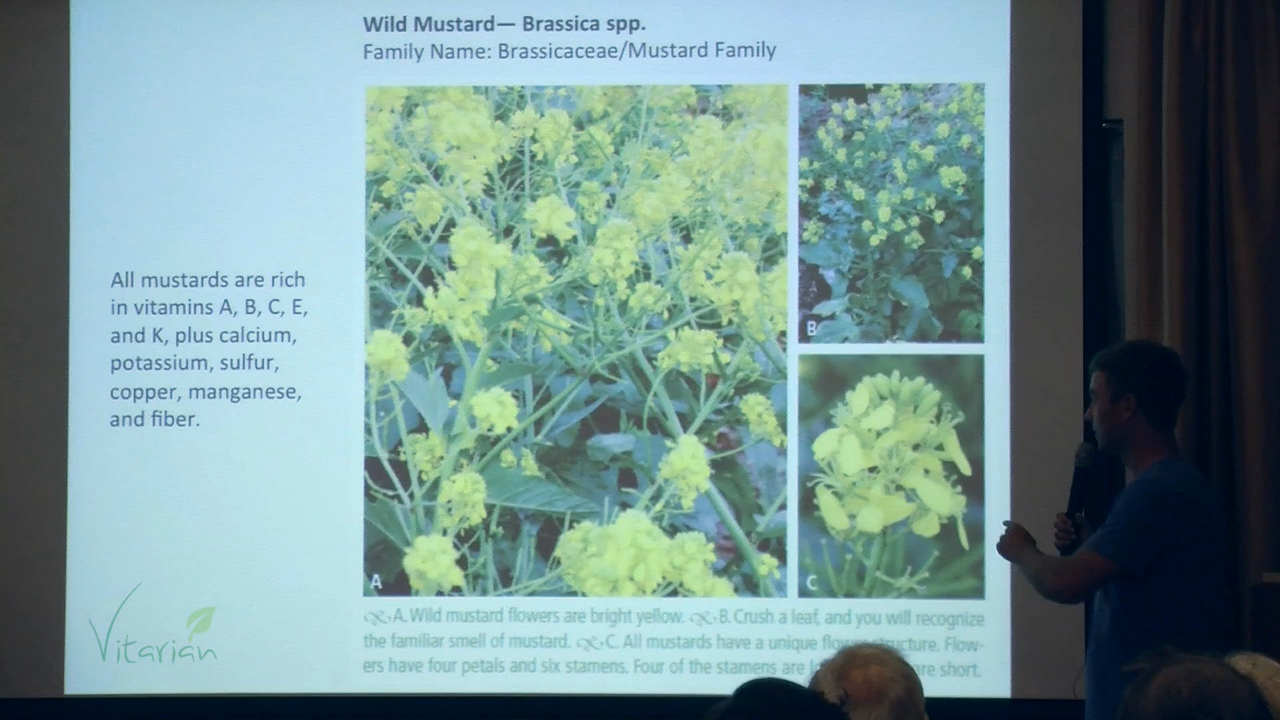 Wild Mustard— Brassica spp.
Family Name: Brassicaceae/Mustard Family
All mustards are rich
in vitamins A, B, C, E,
and K, plus calcium,
potassium, sulfur,
copper, manganese,
and fiber.
A
B
C
A. Wild mustard flowers are bright yellow. B. Crush a leaf, and you will recognize
the familiar smell of mustard. C. All mustards have a unique flower structure. Flow-
ers have four petals and six stamens. Four of the stamens are are short.
Vitarian